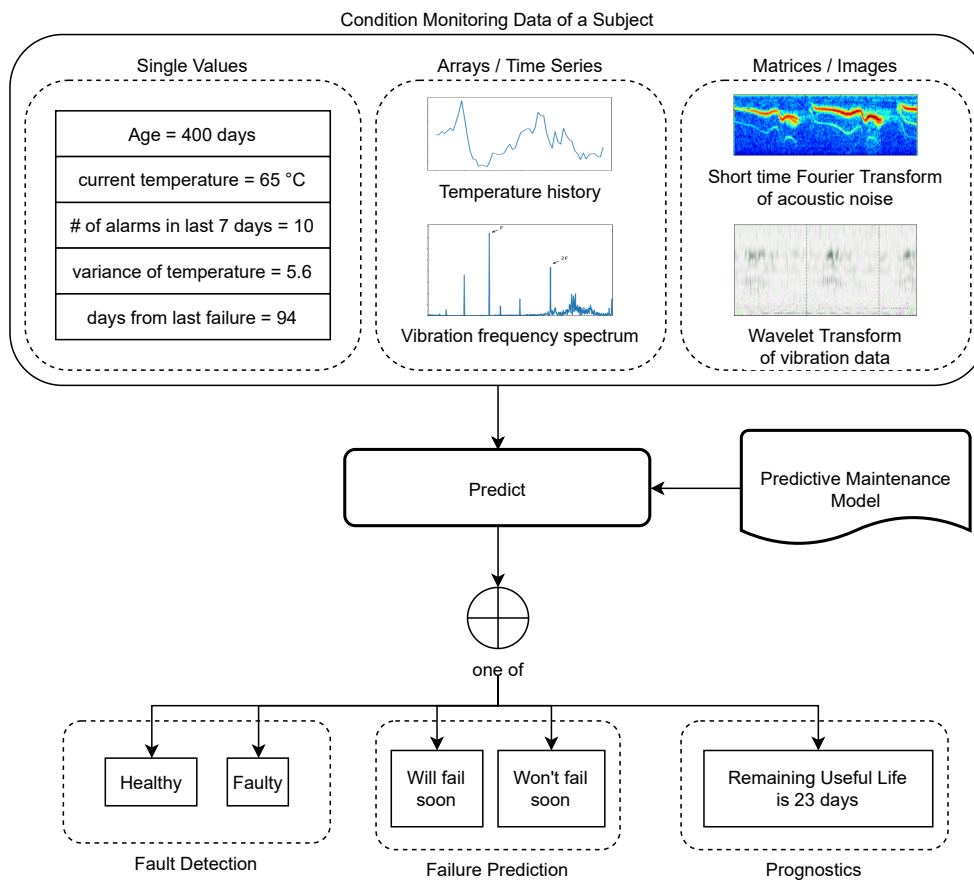 Condition Monitoring Data of a Subject
Single Values
Age = 400 days
current temperature = 65 °C
# of alarms in last 7 days = 10
variance of temperature = 5.6
days from last failure = 94
Arrays / Time Series
Temperature history
F
2F
Vibration frequency spectrum
Matrices / Images
Short time Fourier Transform
of acoustic noise
Wavelet Transform
of vibration data
Predict
Predictive Maintenance
Model
one of
Healthy
Faulty
Fault Detection
Will fail
soon
Won't fail
soon
Failure Prediction
Remaining Useful Life
is 23 days
Prognostics